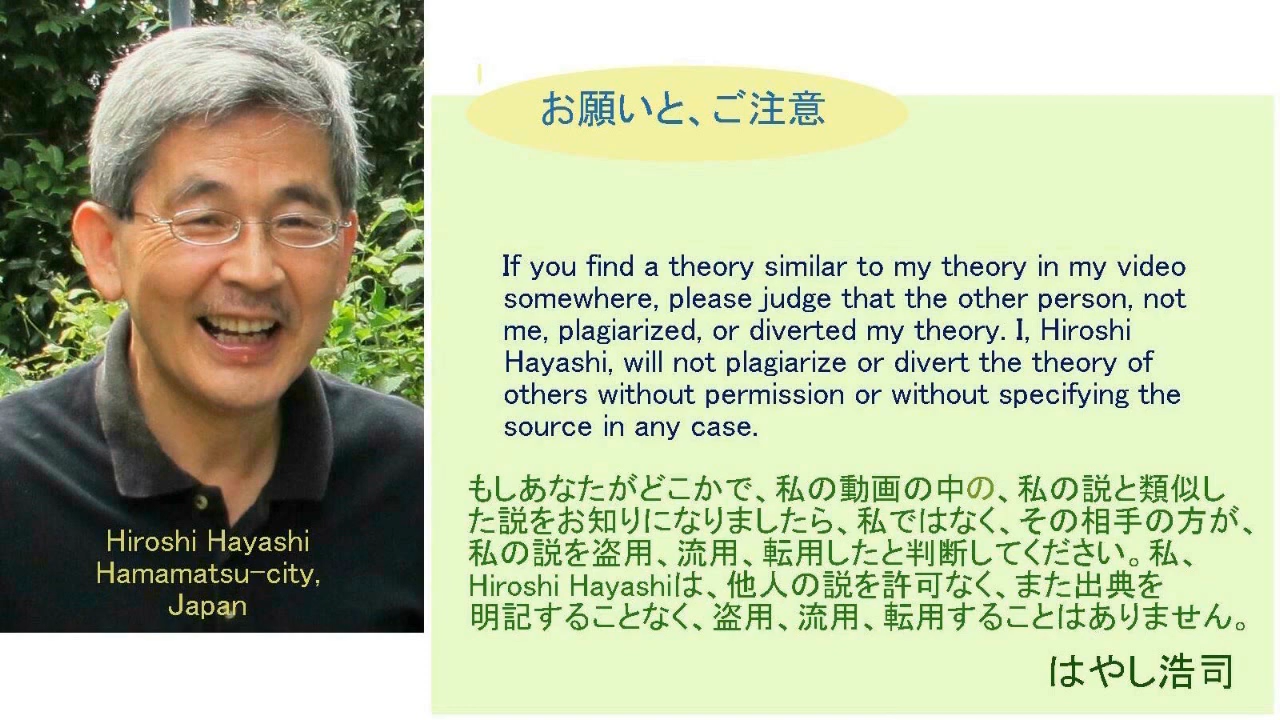 お願いと、ご注意
If you find a theory similar to my theory in my video
somewhere, please judge that the other person, not
me, plagiarized, or diverted my theory. I, Hiroshi
Hayashi, will not plagiarize or divert the theory of
others without permission or without specifying the
source in any case.
もしあなたがどこかで、私の動画の中の、私の説と類似し
た説をお知りになりましたら、私ではなく、その相手の方が、
私の説を盗用、流用、転用したと判断してください。私、
Hiroshi Hayashiは、他人の説を許可なく、また出典を
明記することなく、盗用、流用、転用することはありません。
はやし浩司
Hiroshi Hayashi
Hamamatsu-city,
Japan